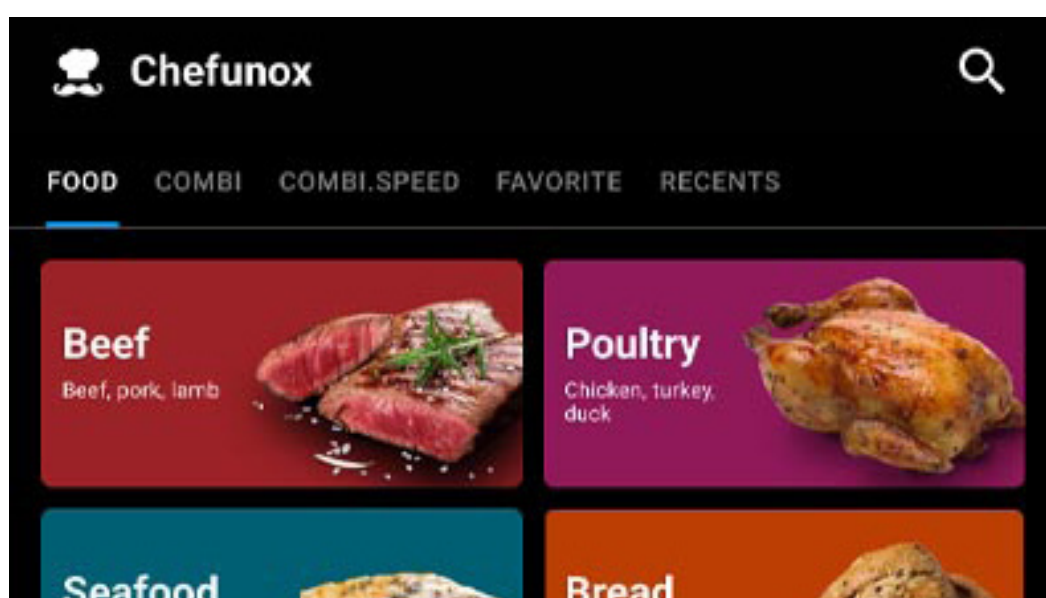 Chefunox
FOOD COMBI COMBI.SPEED FAVORITE RECENTS
Beef
Beef, pork, lamb
Poultry
Chicken, turkey,
duck
Seafood
Bread